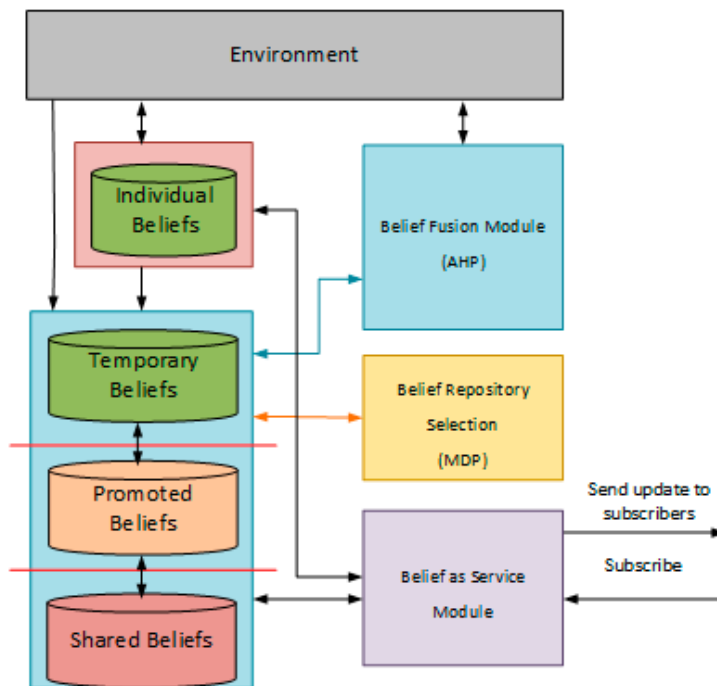 Environment
Individual
Beliefs
Belief Fusion Module
(AHP)
Temporary
Beliefs
Belief Repository
Selection
(MDP)
Promoted
Beliefs
Send update to
subscribers
Subscribe
Belief as Service
Module
Shared Beliefs